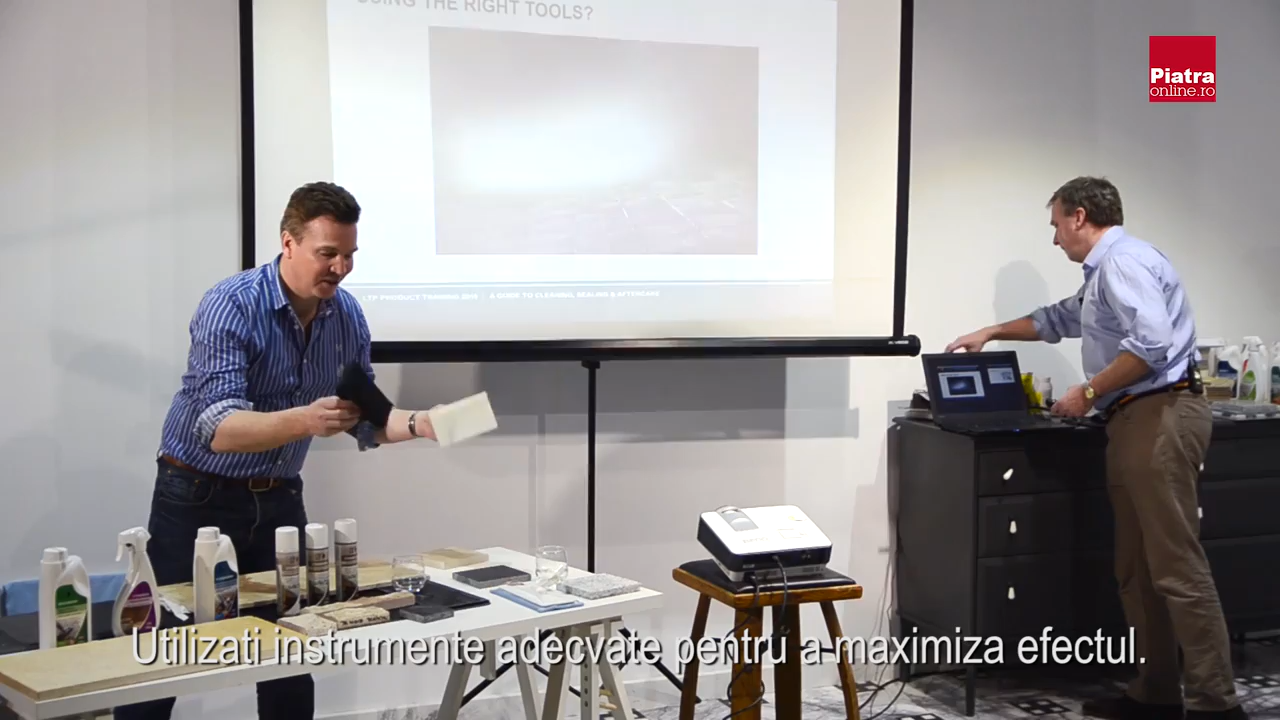 USING THE RIGHT TOOLS?
Piatra
online.ro
LTP PRODUCT TRAINING 2015 | A GUIDE TO CLEANING, SEALING & AFTERCARE
Utilizati instrumente adecvate pentru a maximiza efectul.